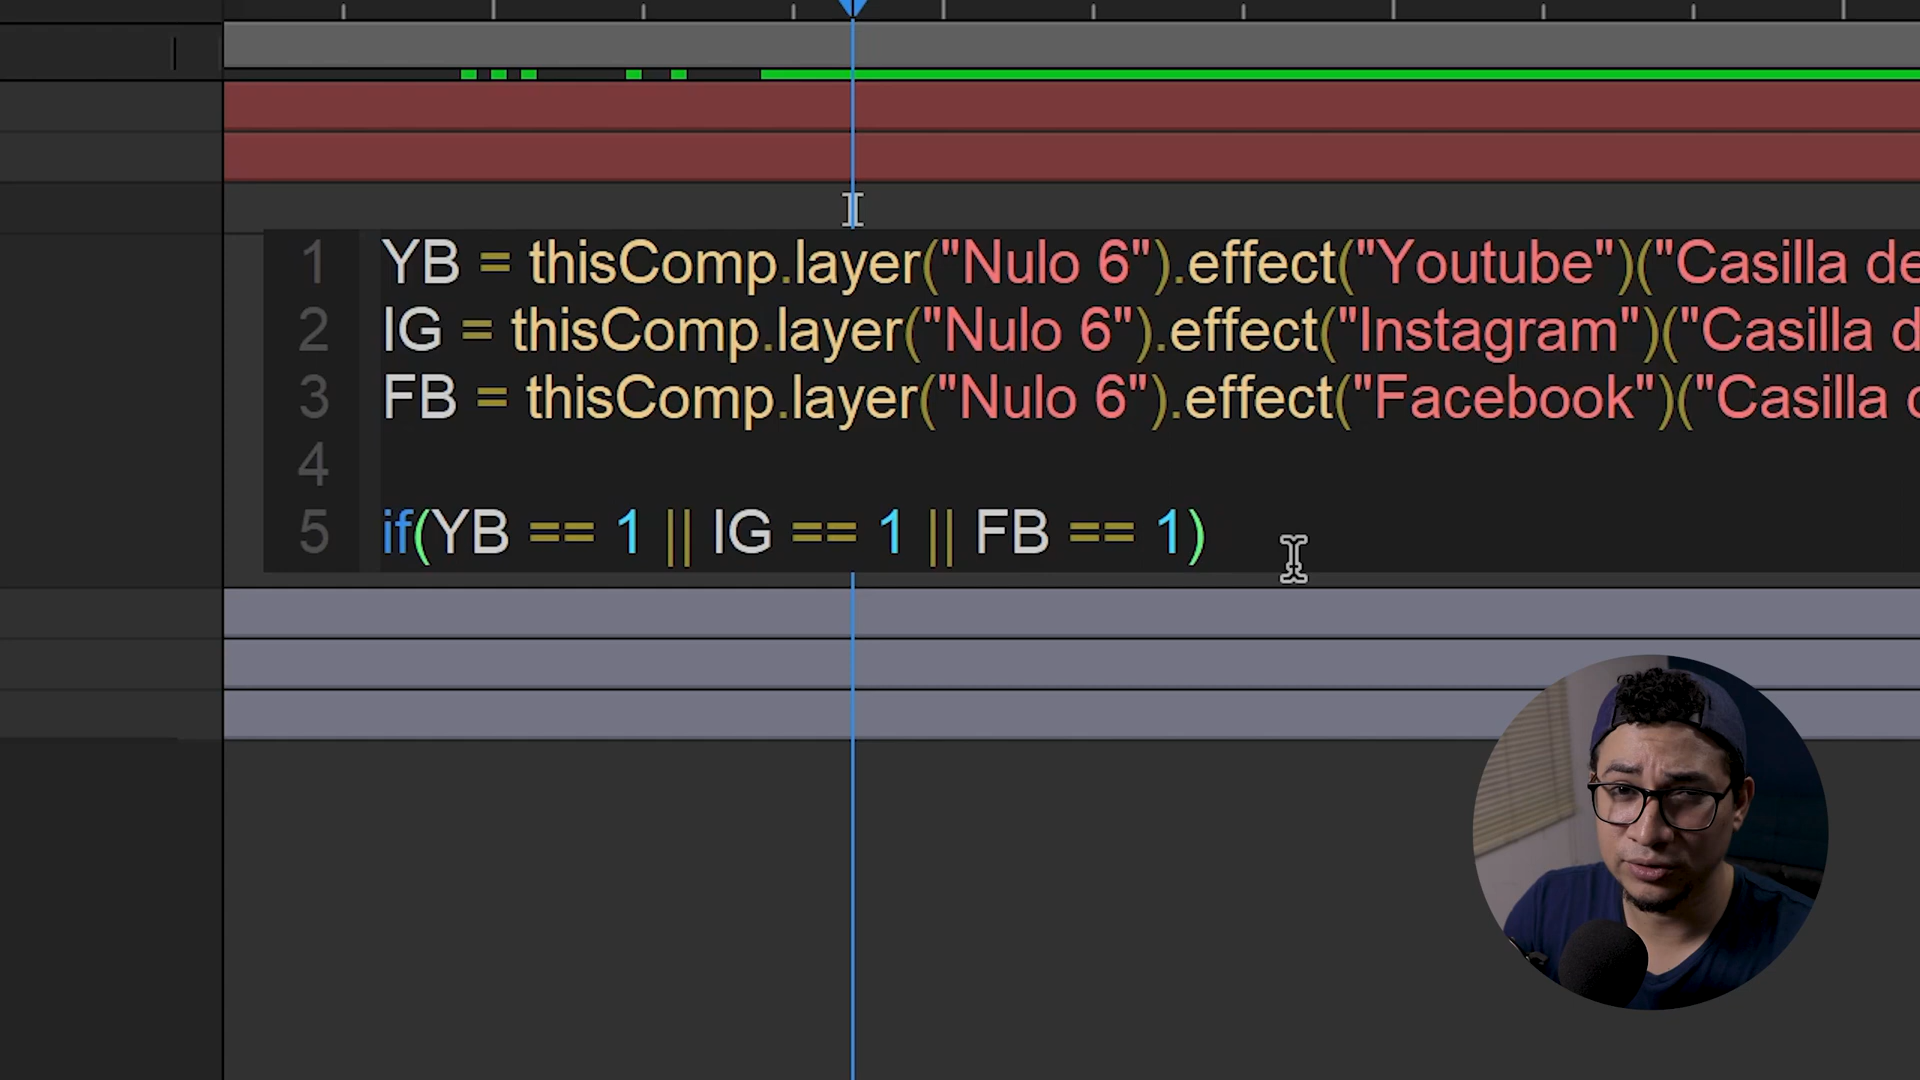 1 YB = thisComp.layer("Nulo 6").effect("Youtube")("Casilla de
2 IG = thisComp.layer("Nulo 6").effect("Instagram")("Casilla d
3 FB = thisComp.layer("Nulo 6").effect("Facebook")("Casilla
4
5 if(YB == 1 || IG == 1 || FB == 1)